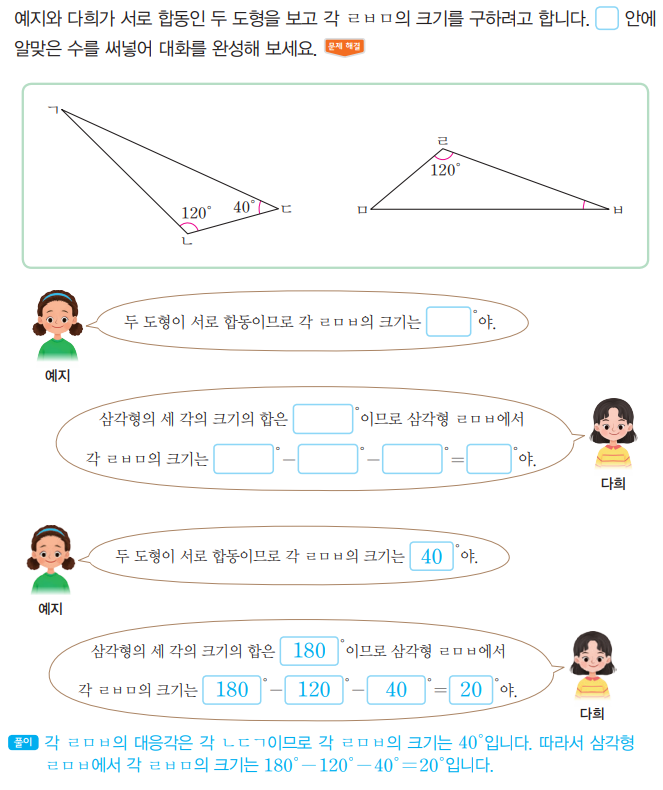 예지와 다희가 서로 합동인 두 도형을 보고 각 ㄹㅂㅁ의 크기를 구하려고 합니다. □ 안에
알맞은 수를 써넣어 대화를 완성해 보세요. 문제 해결
ㄱ
120°
40°
ㄷ
ㄴ
ㄹ
120°
ㅁ
ㅂ
두 도형이 서로 합동이므로 각 ㄹㅁㅂ의 크기는 □°야.
예지
삼각형의 세 각의 크기의 합은 □°이므로 삼각형 ㄹㅁㅂ에서
각 ㄹㅂㅁ의 크기는 □°-□°-□°=□°야.
다희
두 도형이 서로 합동이므로 각 ㄹㅁㅂ의 크기는 40°야.
예지
삼각형의 세 각의 크기의 합은 180°이므로 삼각형 ㄹㅁㅂ에서
각 ㄹㅂㅁ의 크기는 180°-120°-40°=20°야.
다희
풀이 각 ㄹㅁㅂ의 대응각은 각 ㄴㄷㄱ이므로 각 ㄹㅁㅂ의 크기는 40°입니다. 따라서 삼각형
ㄹㅁㅂ에서 각 ㄹㅂㅁ의 크기는 180°-120°-40°=20°입니다.